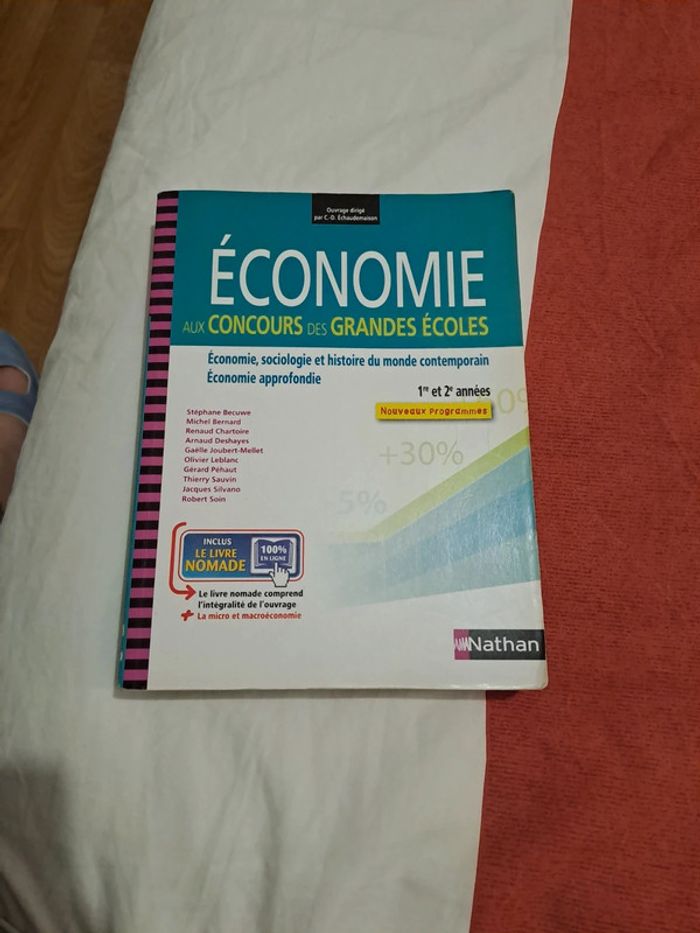 Ouvrage dirigé
par C.-D. Échaudemaison
ÉCONOMIE
AUX CONCOURS DES GRANDES ÉCOLES
Économie, sociologie et histoire du monde contemporain
Économie approfondie
1re et 2e années
Nouveaux Programmes
Stéphane Becuwe
Michel Bernard
Renaud Chartoire
Arnaud Deshayes
Gaëlle Joubert-Mellet
Olivier Leblanc
Gérard Péhaut
Thierry Sauvin
Jacques Silvano
Robert Soin
+30%
5%
INCLUS
LE LIVRE
NOMADE
100%
EN LIGNE
Le livre nomade comprend
l'intégralité de l'ouvrage
+ La micro et macroéconomie
Nathan